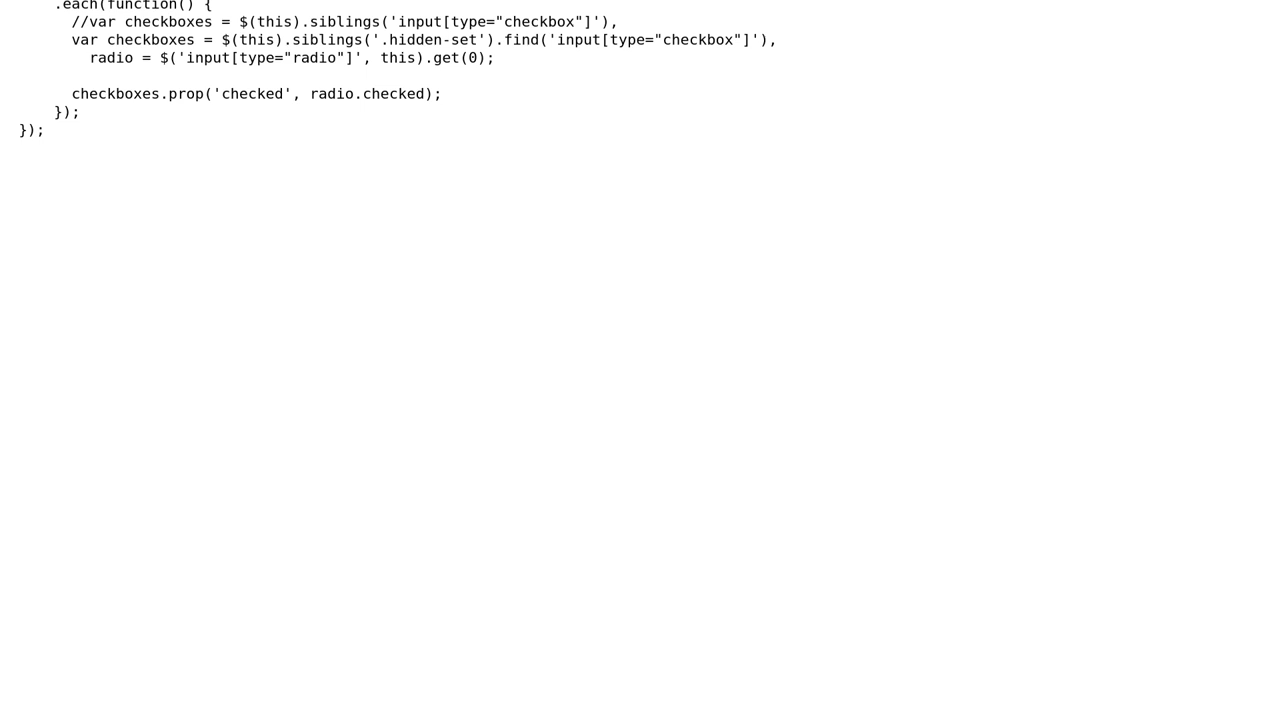 .each(function() {
//var checkboxes = $(this).siblings('input[type="checkbox"]'),
var checkboxes = $(this).siblings('.hidden-set').find('input[type="checkbox"]'),
radio = $('input[type="radio"]', this).get(0);
checkboxes.prop('checked', radio.checked);
});
});